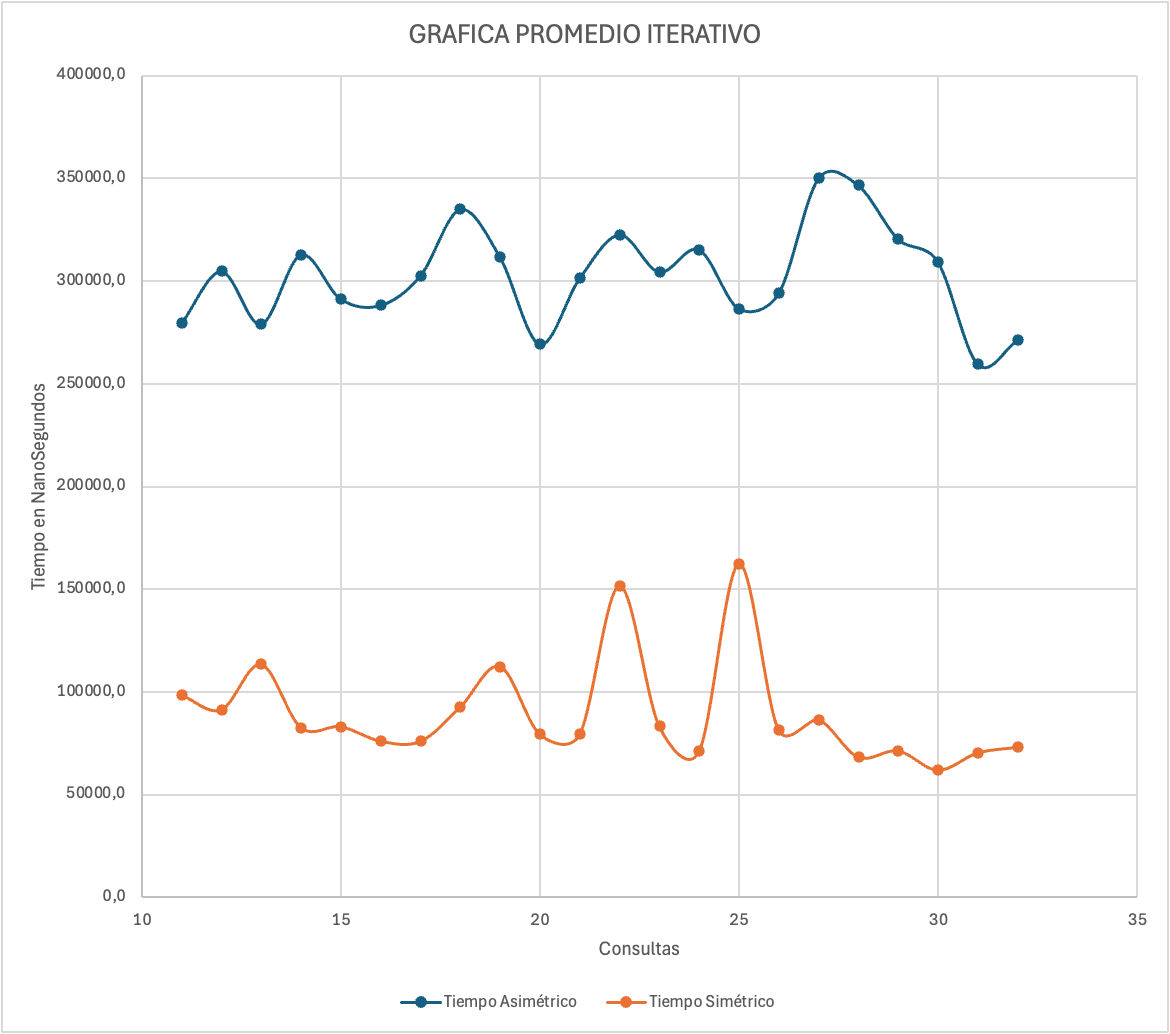 GRAFICA PROMEDIO ITERATIVO
400000,0
350000,0
300000,0
250000,0
200000,0
150000,0
100000,0
50000,0
0,0
Tiempo en NanoSegundos
10 15 20 25 30 35
Consultas
Tiempo Asimétrico Tiempo Simétrico